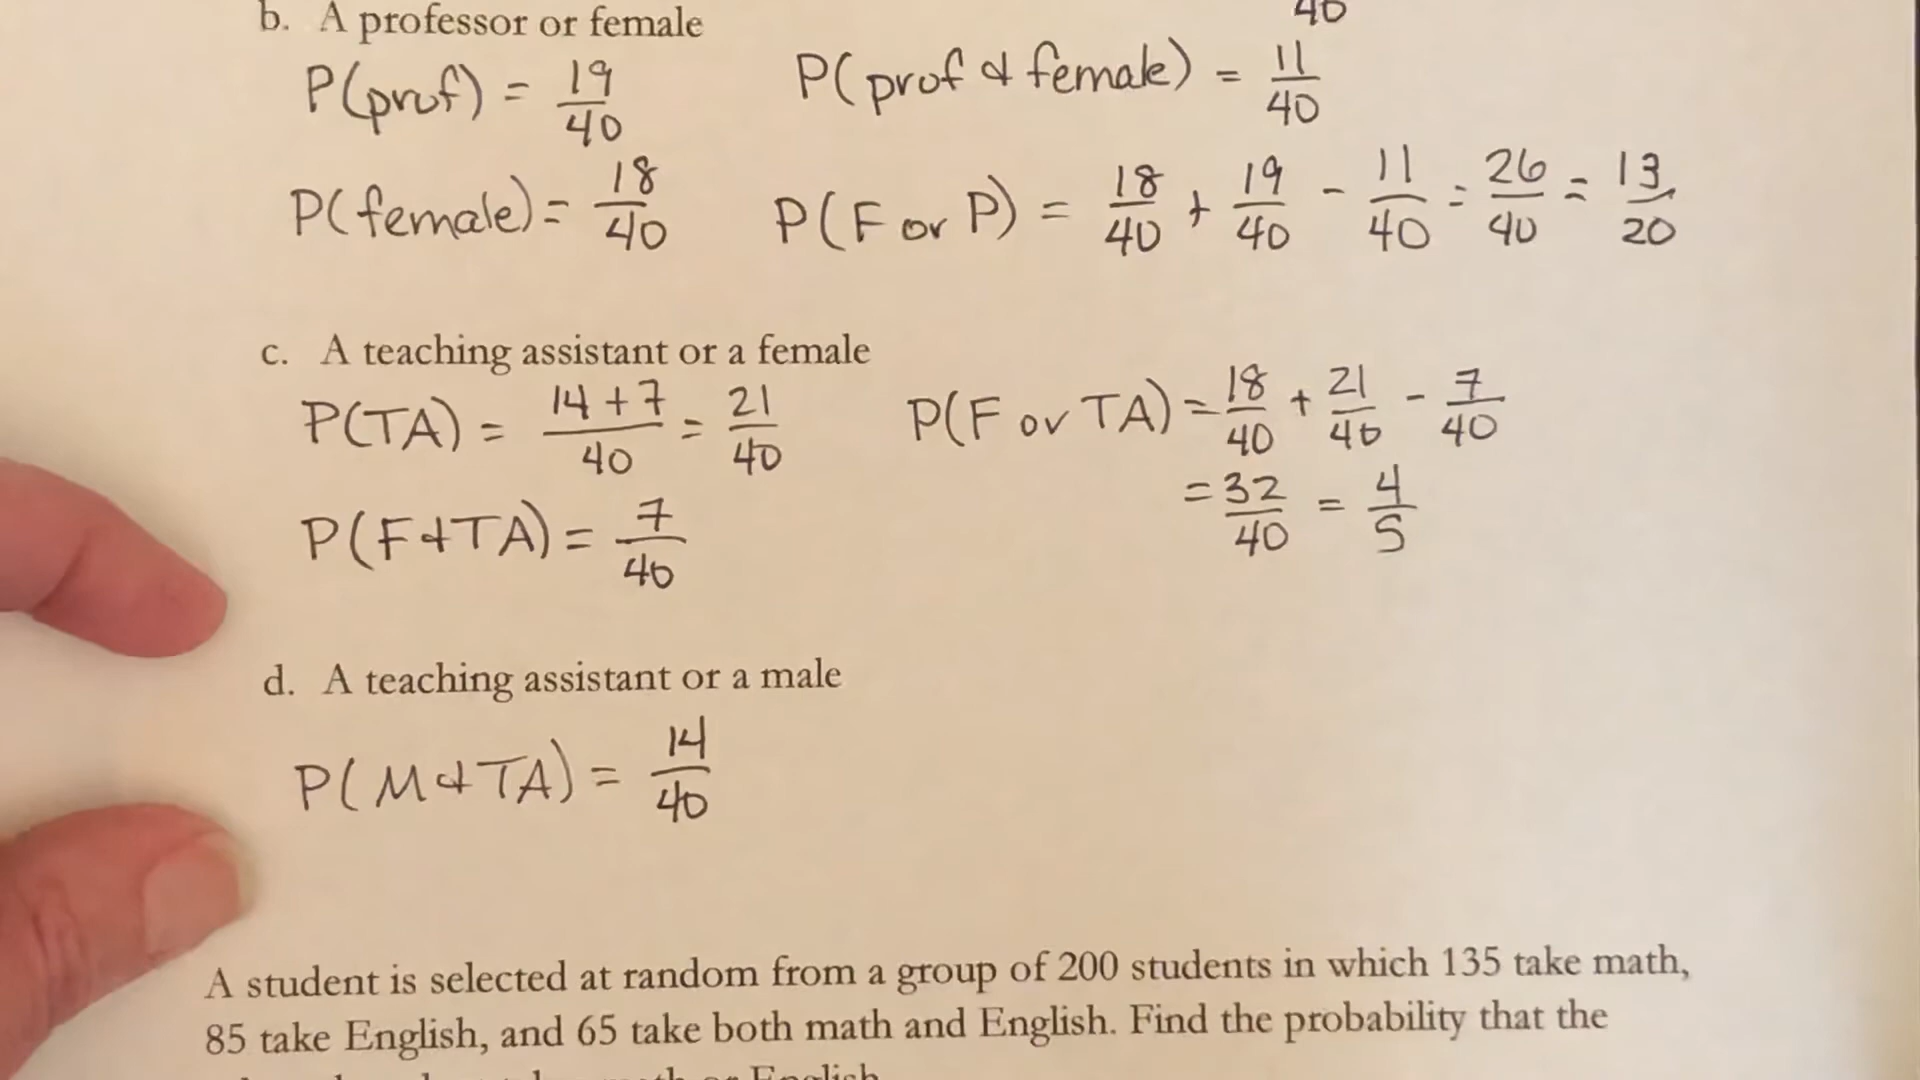 40
b. A professor or female
P(prof) = 19/40
P(prof & female) = 11/40
P(female) = 18/40
P(F or P) = 18/40 + 19/40 - 11/40 = 26/40 = 13/20
c. A teaching assistant or a female
P(TA) = 14+7/40 = 21/40
P(F or TA) = 18/40 + 21/40 - 7/40
= 32/40 = 4/5
P(F & TA) = 7/40
d. A teaching assistant or a male
P(M & TA) = 14/40
A student is selected at random from a group of 200 students in which 135 take math,
85 take English, and 65 take both math and English. Find the probability that the
math or English